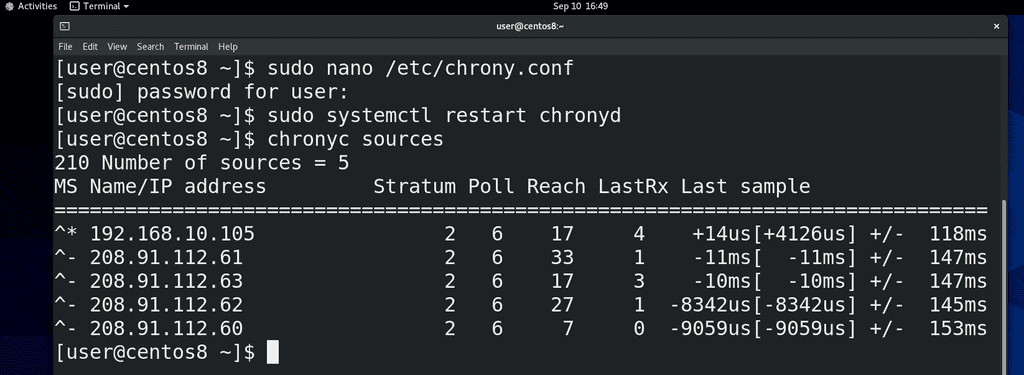 Activities Terminal Sep 10 16:49
user@centos8:~ ×
File Edit View Search Terminal Help
[user@centos8 ~]$ sudo nano /etc/chrony.conf
[sudo] password for user:
[user@centos8 ~]$ sudo systemctl restart chronyd
[user@centos8 ~]$ chronyc sources
210 Number of sources = 5
MS Name/IP address         Stratum Poll Reach LastRx Last sample
===============================================================================
^* 192.168.10.105                2   6    17     4    +14us[+4126us] +/-  118ms
^- 208.91.112.61                 2   6    33     1    -11ms[  -11ms] +/-  147ms
^- 208.91.112.63                 2   6    17     3    -10ms[  -10ms] +/-  147ms
^- 208.91.112.62                 2   6    27     1  -8342us[-8342us] +/-  145ms
^- 208.91.112.60                 2   6     7     0  -9059us[-9059us] +/-  153ms
[user@centos8 ~]$